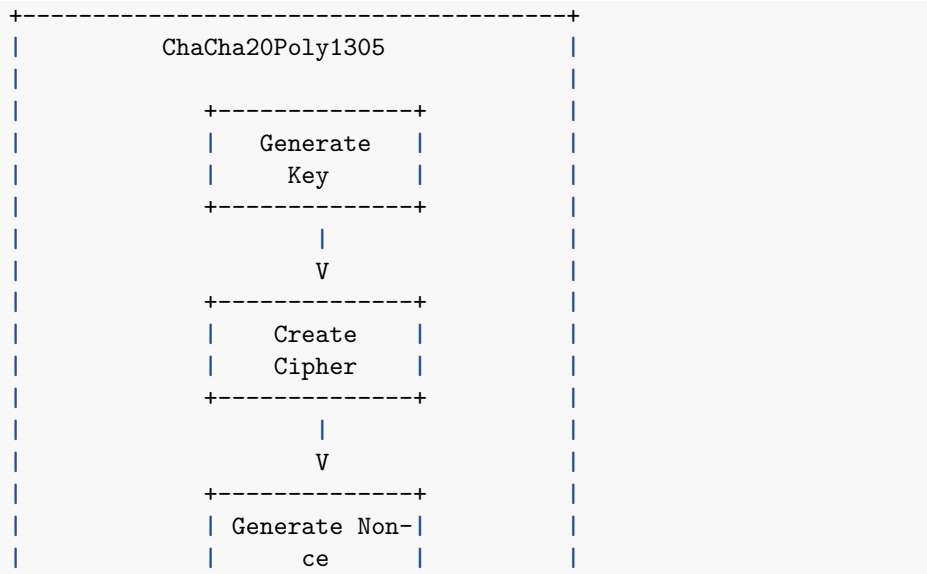 +---------------------------------------+
|          ChaCha20Poly1305             |
|                                       |
|             +--------------+          |
|             |   Generate   |          |
|             |     Key      |          |
|             +--------------+          |
|                     |                 |
|                     V                 |
|             +--------------+          |
|             |    Create    |          |
|             |    Cipher    |          |
|             +--------------+          |
|                     |                 |
|                     V                 |
|             +--------------+          |
|             | Generate Non-|          |
|             |      ce      |          |